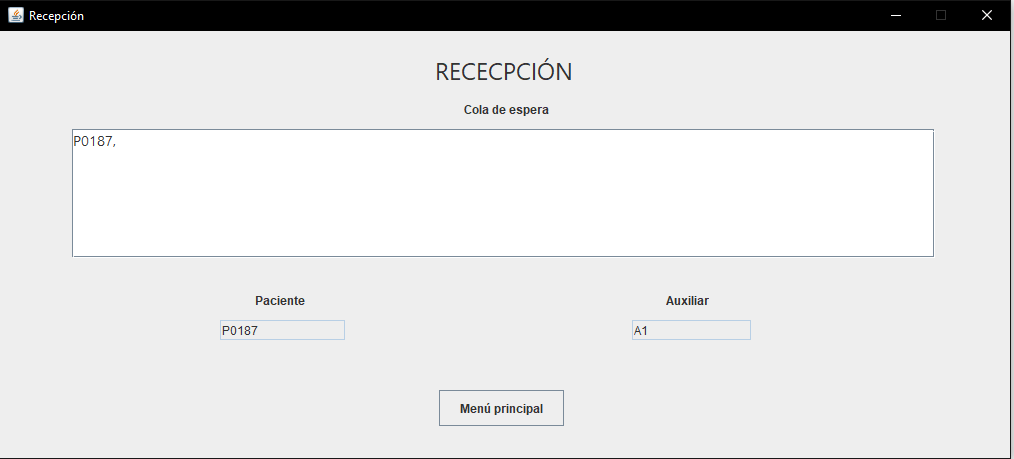 Recepción
RECECPCIÓN
Cola de espera
P0187,
Paciente
Auxiliar
P0187
A1
Menú principal